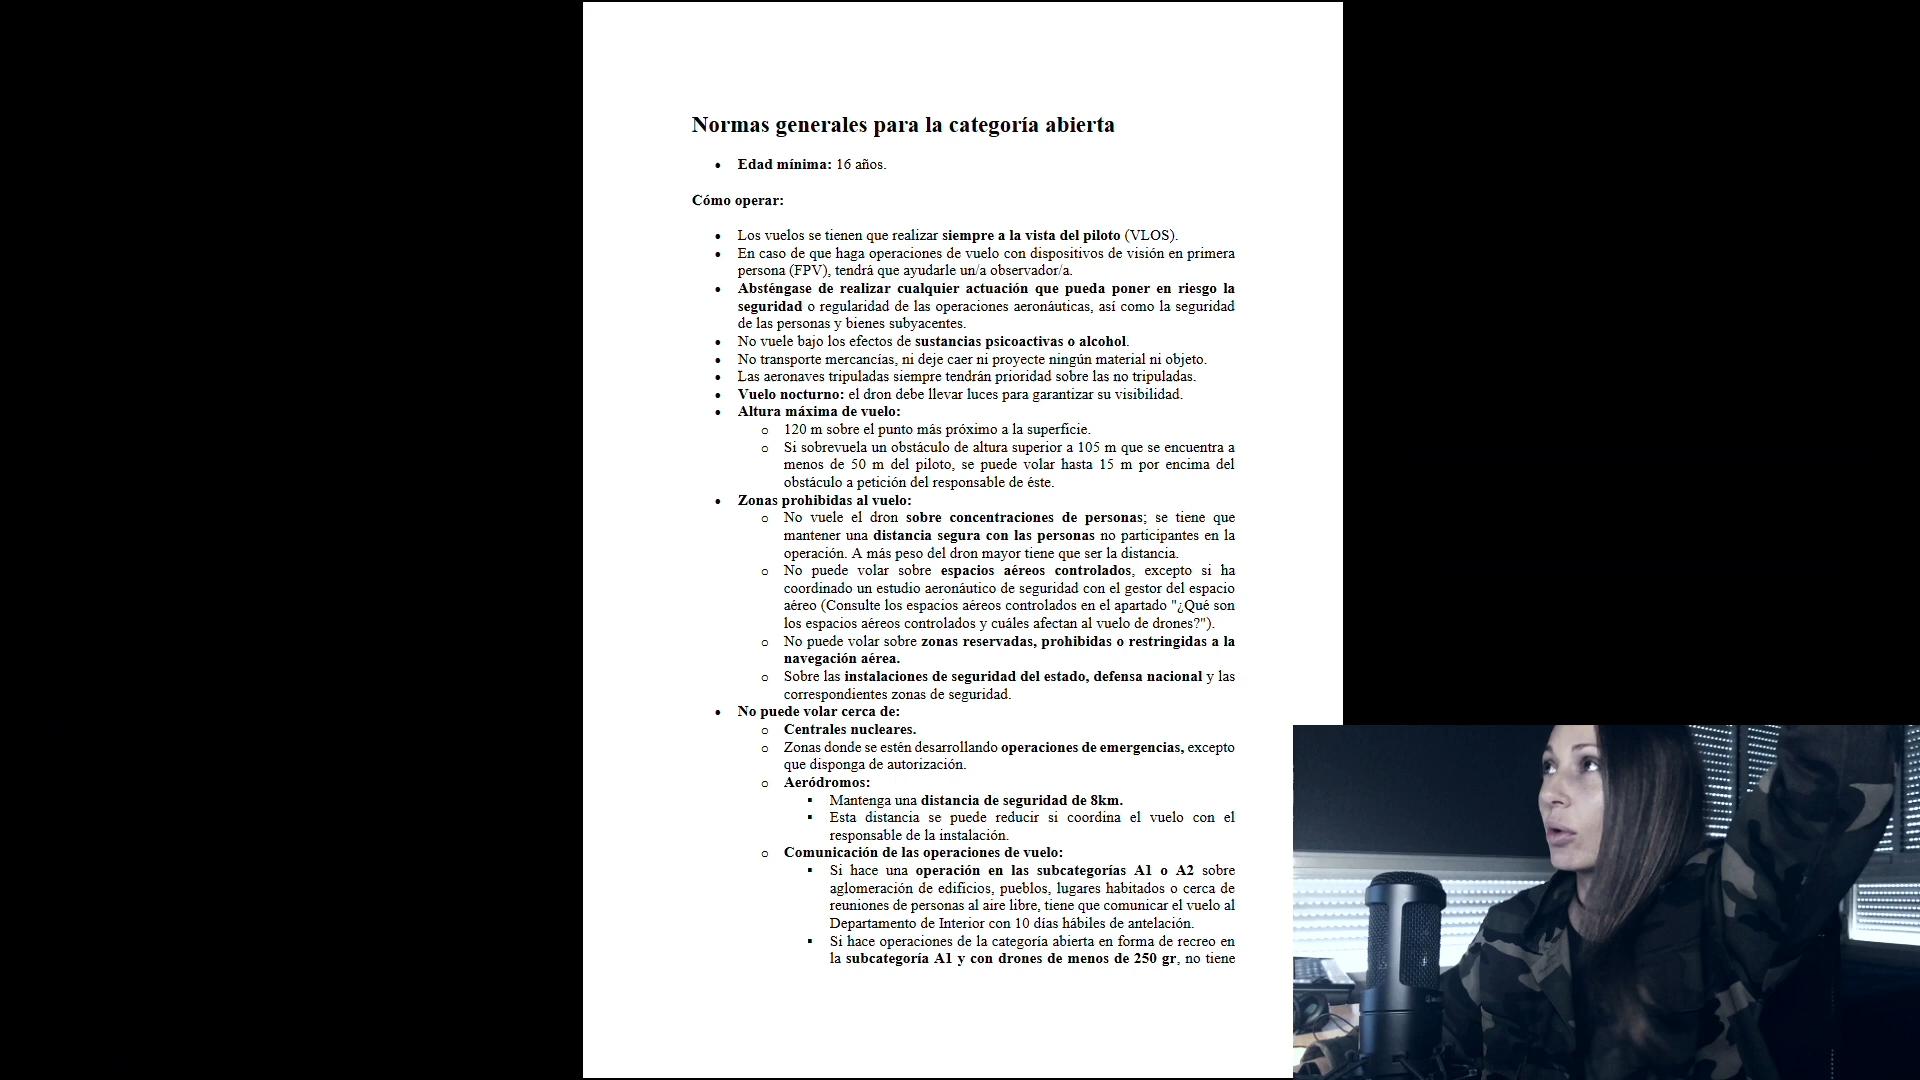 Normas generales para la categoría abierta
• Edad mínima: 16 años.
Cómo operar:
• Los vuelos se tienen que realizar siempre a la vista del piloto (VLOS).
• En caso de que haga operaciones de vuelo con dispositivos de visión en primera
persona (FPV), tendrá que ayudarle un/a observador/a.
• Absténgase de realizar cualquier actuación que pueda poner en riesgo la
seguridad o regularidad de las operaciones aeronáuticas, así como la seguridad
de las personas y bienes subyacentes.
• No vuele bajo los efectos de sustancias psicoactivas o alcohol.
• No transporte mercancías, ni deje caer ni proyecte ningún material ni objeto.
• Las aeronaves tripuladas siempre tendrán prioridad sobre las no tripuladas.
• Vuelo nocturno: el dron debe llevar luces para garantizar su visibilidad.
• Altura máxima de vuelo:
o 120 m sobre el punto más próximo a la superfície.
o Si sobrevuela un obstáculo de altura superior a 105 m que se encuentra a
menos de 50 m del piloto, se puede volar hasta 15 m por encima del
obstáculo a petición del responsable de éste.
• Zonas prohibidas al vuelo:
o No vuele el dron sobre concentraciones de personas; se tiene que
mantener una distancia segura con las personas no participantes en la
operación. A más peso del dron mayor tiene que ser la distancia.
o No puede volar sobre espacios aéreos controlados, excepto si ha
coordinado un estudio aeronáutico de seguridad con el gestor del espacio
aéreo (Consulte los espacios aéreos controlados en el apartado "¿Qué son
los espacios aéreos controlados y cuáles afectan al vuelo de drones?").
o No puede volar sobre zonas reservadas, prohibidas o restringidas a la
navegación aérea.
o Sobre las instalaciones de seguridad del estado, defensa nacional y las
correspondientes zonas de seguridad.
• No puede volar cerca de:
o Centrales nucleares.
o Zonas donde se estén desarrollando operaciones de emergencias, excepto
que disponga de autorización.
o Aeródromos:
▪ Mantenga una distancia de seguridad de 8km.
▪ Esta distancia se puede reducir si coordina el vuelo con el
responsable de la instalación.
o Comunicación de las operaciones de vuelo:
▪ Si hace una operación en las subcategorías A1 o A2 sobre
aglomeración de edificios, pueblos, lugares habitados o cerca de
reuniones de personas al aire libre, tiene que comunicar el vuelo al
Departamento de Interior con 10 días hábiles de antelación.
▪ Si hace operaciones de la categoría abierta en forma de recreo en
la subcategoría A1 y con drones de menos de 250 gr, no tiene